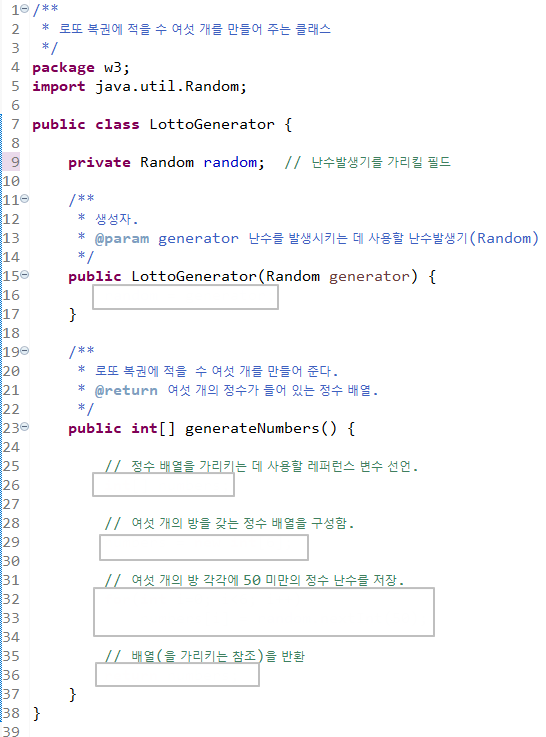 1 /**
2  * 로또 복권에 적을 수 여섯 개를 만들어 주는 클래스
3  */
4 package w3;
5 import java.util.Random;
6
7 public class LottoGenerator {
8
9     private Random random;  // 난수발생기를 가리킬 필드
10
11     /**
12      * 생성자.
13      * @param generator 난수를 발생시키는 데 사용할 난수발생기(Random)
14      */
15     public LottoGenerator(Random generator) {
16
17     }
18
19     /**
20      * 로또 복권에 적을  수 여섯 개를 만들어 준다.
21      * @return 여섯 개의 정수가 들어 있는 정수 배열.
22      */
23     public int[] generateNumbers() {
24
25         // 정수 배열을 가리키는 데 사용할 레퍼런스 변수 선언.
26
27
28         // 여섯 개의 방을 갖는 정수 배열을 구성함.
29
30
31         // 여섯 개의 방 각각에 50 미만의 정수 난수를 저장.
32
33
34
35         // 배열(을 가리키는 참조)을 반환
36
37     }
38 }
39